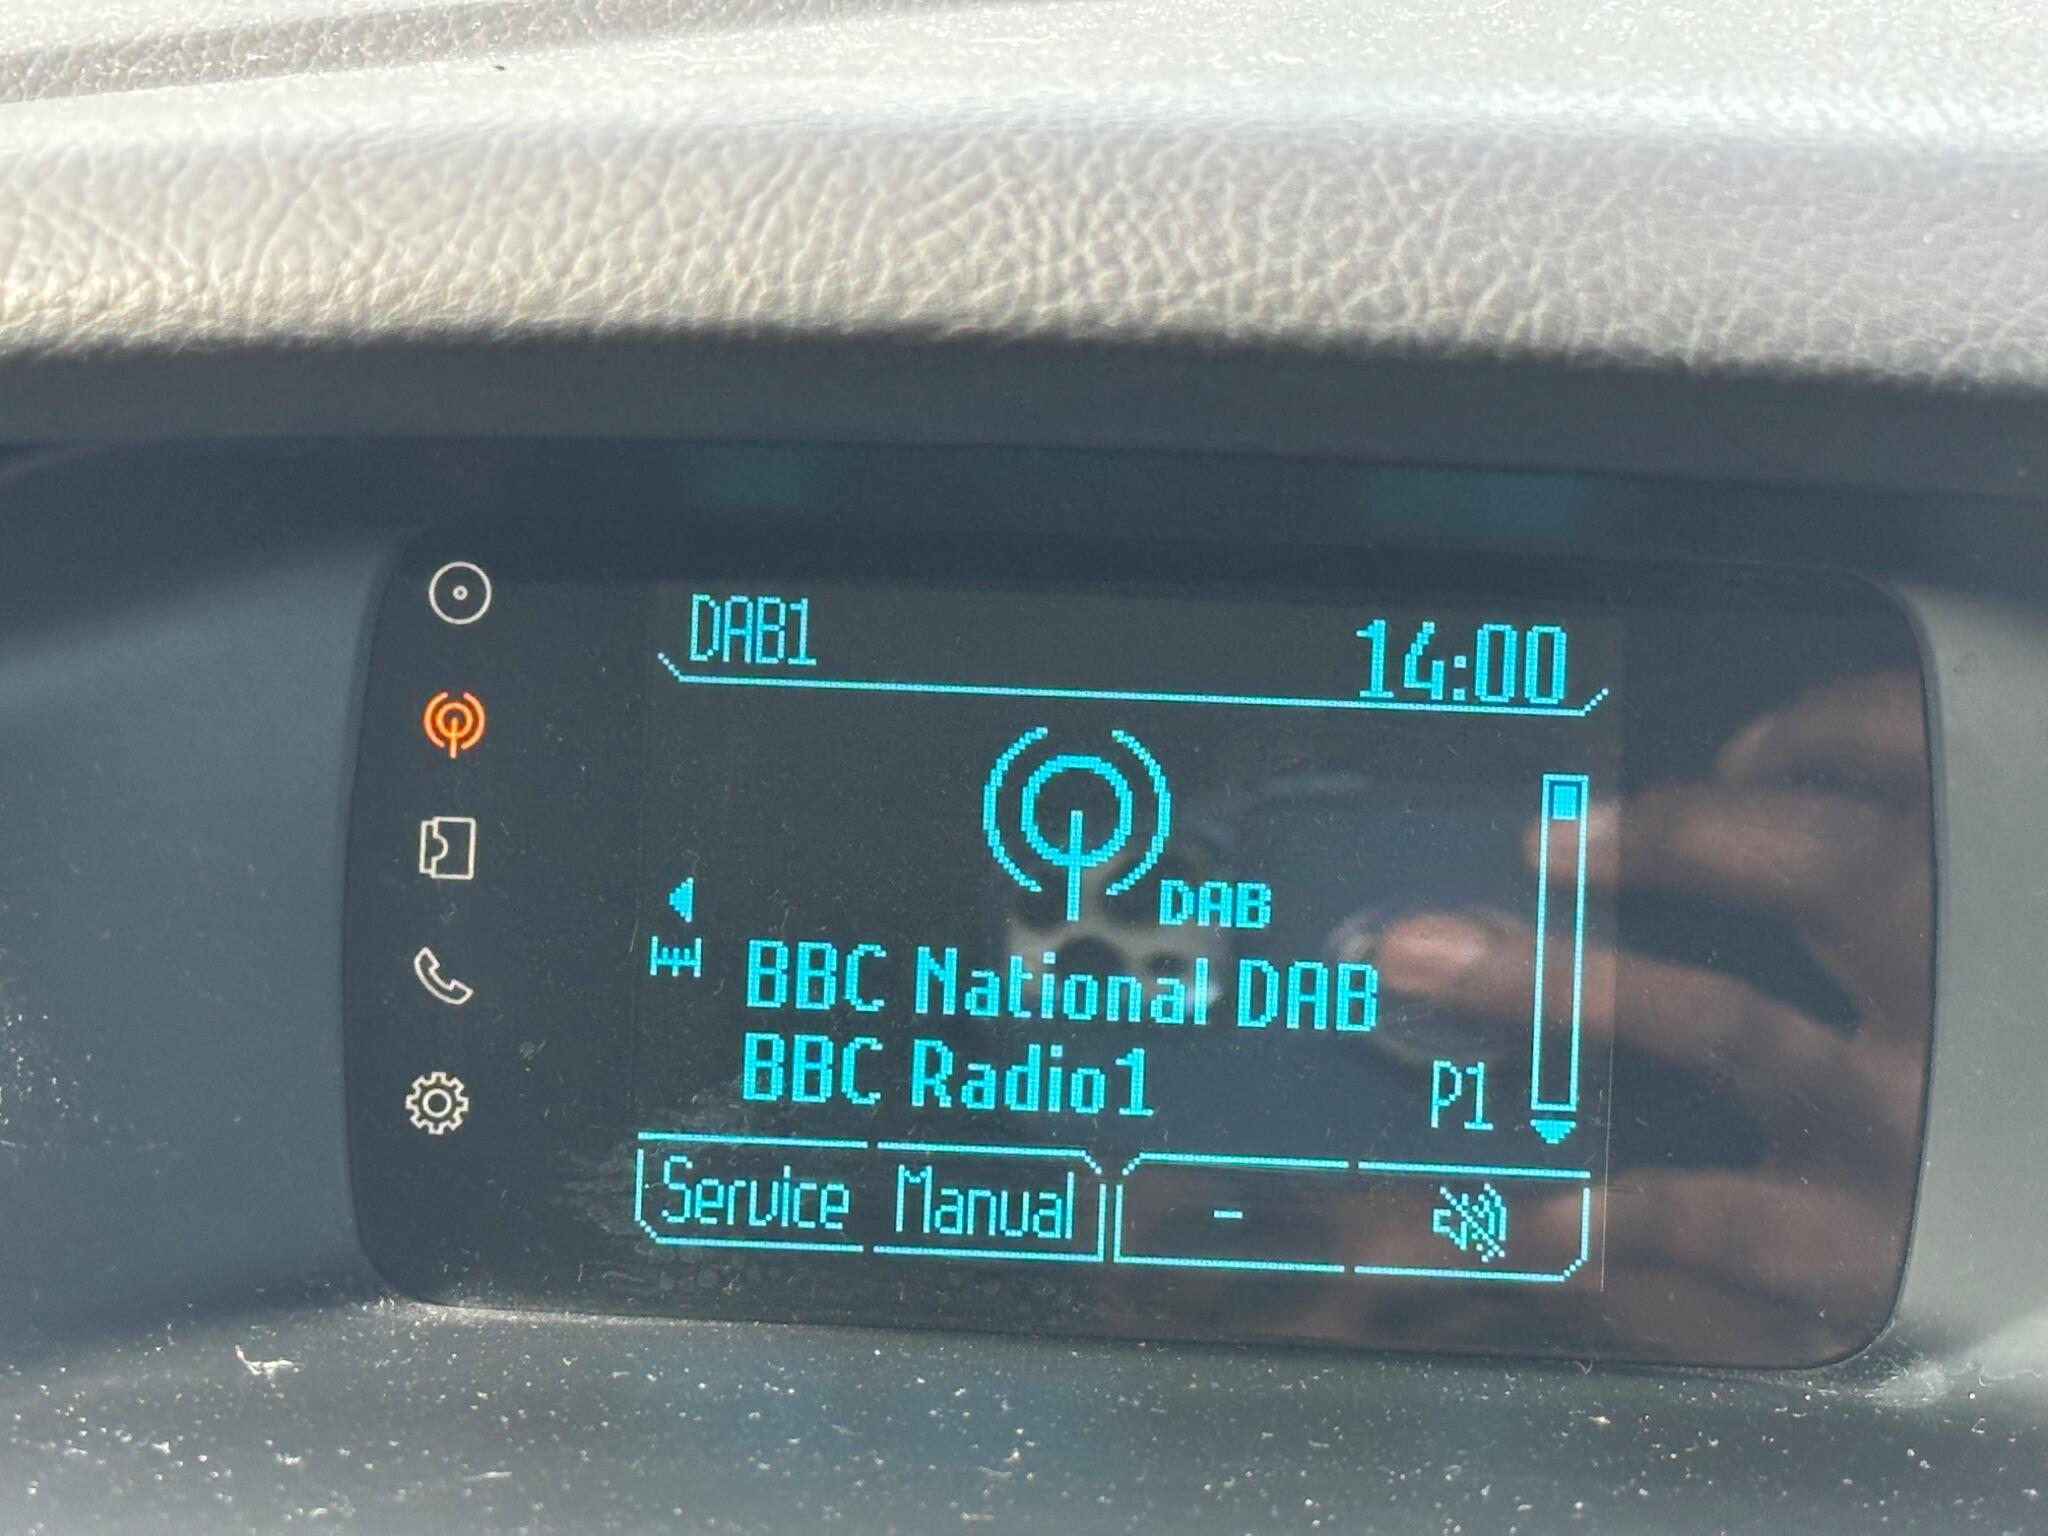 DAB1 14:00
DAB
BBC National DAB
BBC Radio1 P1
Service Manual -